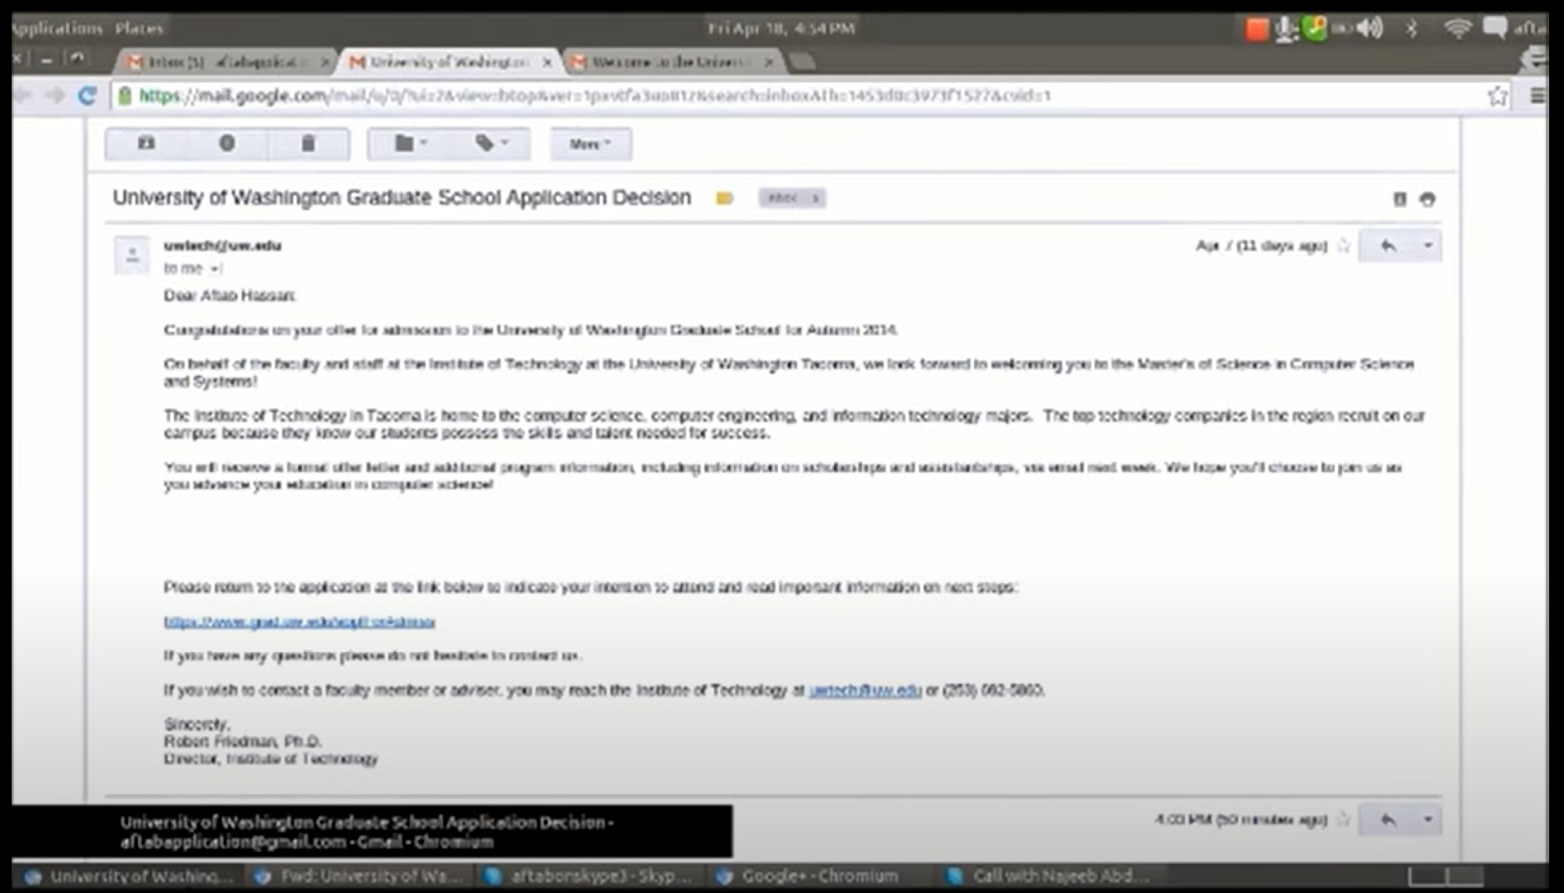 Applications Places
Fri Apr 18, 4:54 PM
Inbox (5) - aftabapplicat
University of Washington
Welcome to the Univers
https://mail.google.com/mail/u/0/?ui=2&view=btop&ver=
More
University of Washington Graduate School Application Decision
Inbox x
uwtech@uw.edu
Apr 7 (11 days ago)
to me
Dear Aftab Hassan:
Congratulations on your offer for admission to the University of Washington Graduate School for Autumn 2014.
On behalf of the faculty and staff at the Institute of Technology at the University of Washington Tacoma, we look forward to welcoming you to the Master's of Science in Computer Science
and Systems!
The Institute of Technology in Tacoma is home to the computer science, computer engineering, and information technology majors. The top technology companies in the region recruit on our
campus because they know our students possess the skills and talent needed for success.
You will receive a formal offer letter and additional program information, including information on scholarships and assistantships, via email next week. We hope you'll choose to join us as
you advance your education in computer science!
Please return to the application at the link below to indicate your intention to attend and read important information on next steps:
https://www.grad.uw.edu/
If you have any questions please do not hesitate to contact us.
If you wish to contact a faculty member or adviser, you may reach the Institute of Technology at uwtech@uw.edu or (253) 692-5860.
Sincerely,
Robert Friedman, Ph.D.
Director, Institute of Technology
4:03 PM (50 minutes ago)
University of Washington Graduate School Application Decision -
aftabapplication@gmail.com - Gmail - Chromium
University of Washing...
Fwd: University of Wa...
aftabonskype3 - Skyp...
Google+ - Chromium
Call with Najeeb Abd...